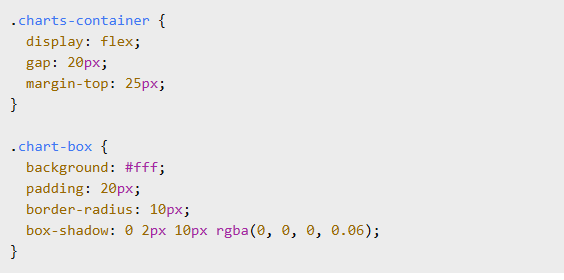 .charts-container {
  display: flex;
  gap: 20px;
  margin-top: 25px;
}

.chart-box {
  background: #fff;
  padding: 20px;
  border-radius: 10px;
  box-shadow: 0 2px 10px rgba(0, 0, 0, 0.06);
}